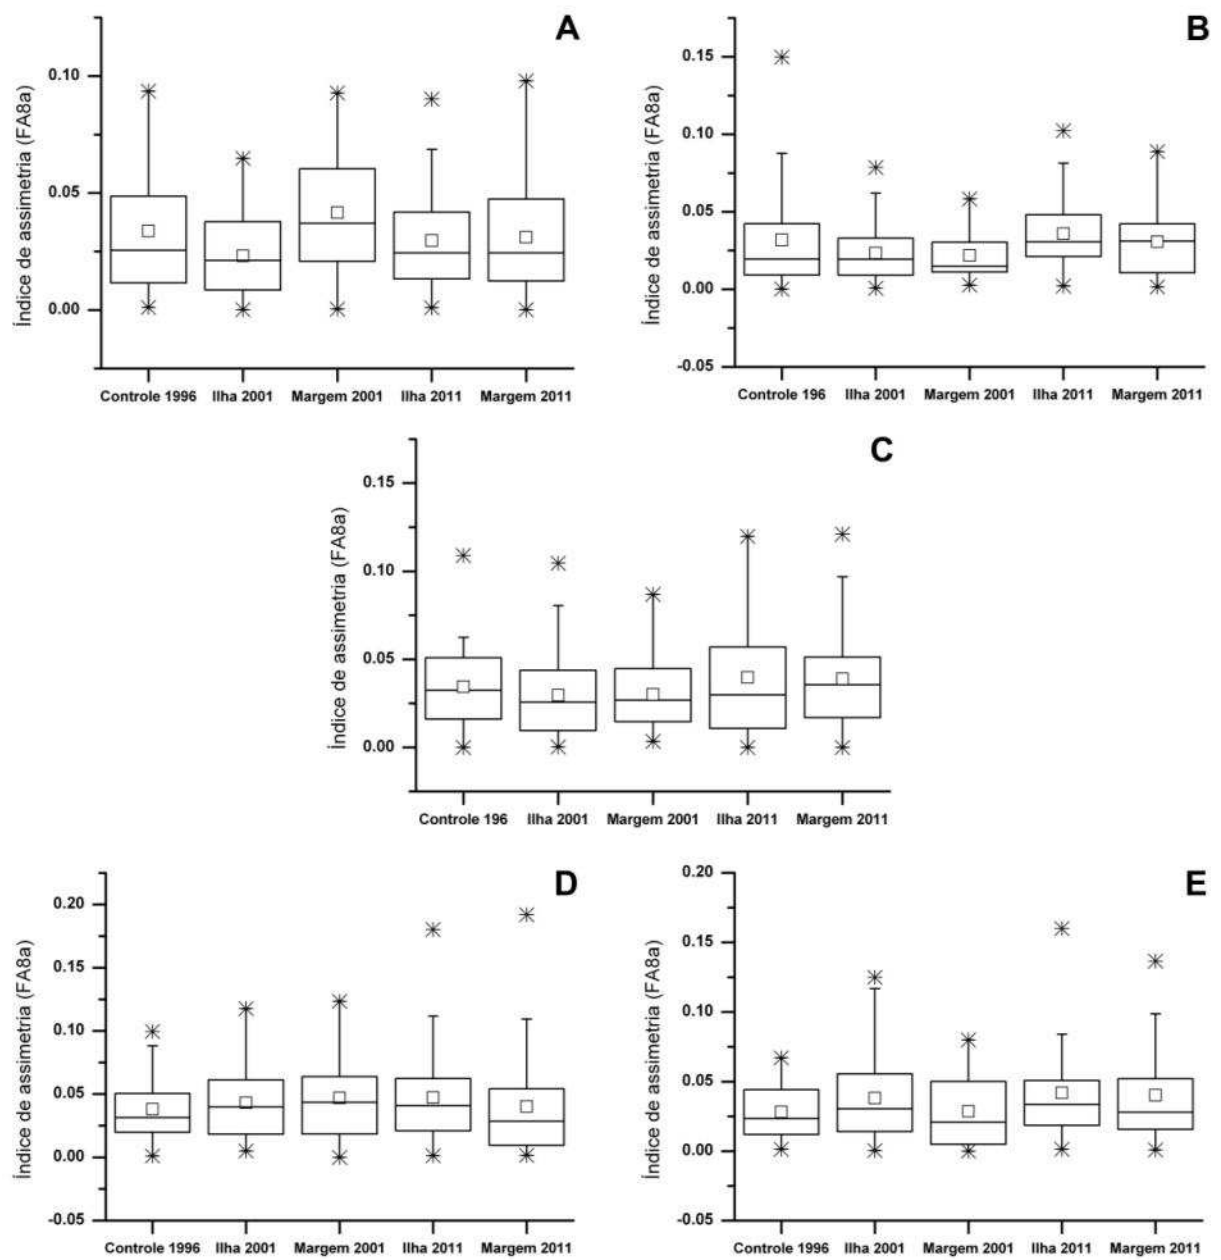 A
Índice de assimetria (FA8a)
0.10
0.05
0.00
Controle 1996 Ilha 2001 Margem 2001 Ilha 2011 Margem 2011
B
Índice de assimetria (FA8a)
0.15
0.10
0.05
0.00
-0.05
Controle 196 Ilha 2001 Margem 2001 Ilha 2011 Margem 2011
C
Índice de assimetria (FA8a)
0.15
0.10
0.05
0.00
Controle 196 Ilha 2001 Margem 2001 Ilha 2011 Margem 2011
D
Índice de assimetria (FA8a)
0.20
0.15
0.10
0.05
0.00
-0.05
Controle 1996 Ilha 2001 Margem 2001 Ilha 2011 Margem 2011
E
Índice de assimetria (FA8a)
0.20
0.15
0.10
0.05
0.00
-0.05
Controle 1996 Ilha 2001 Margem 2001 Ilha 2011 Margem 2011